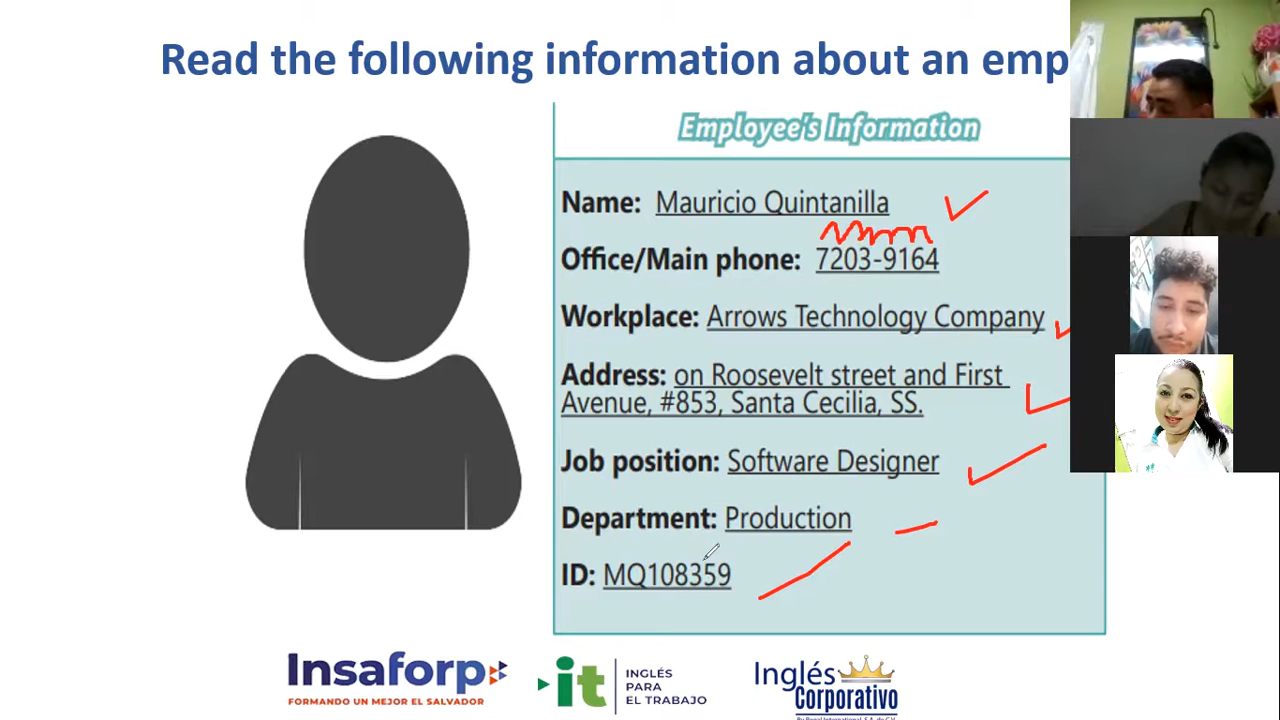 Read the following information about an emp
Employee's Information
Name: Mauricio Quintanilla
Office/Main phone: 7203-9164
Workplace: Arrows Technology Company
Address: on Roosevelt street and First
Avenue, #853, Santa Cecilia, SS.
Job position: Software Designer
Department: Production
ID: MQ108359
Insaforp
FORMANDO UN MEJOR EL SALVADOR
it
INGLÉS
PARA
EL TRABAJO
Inglés
Corporativo